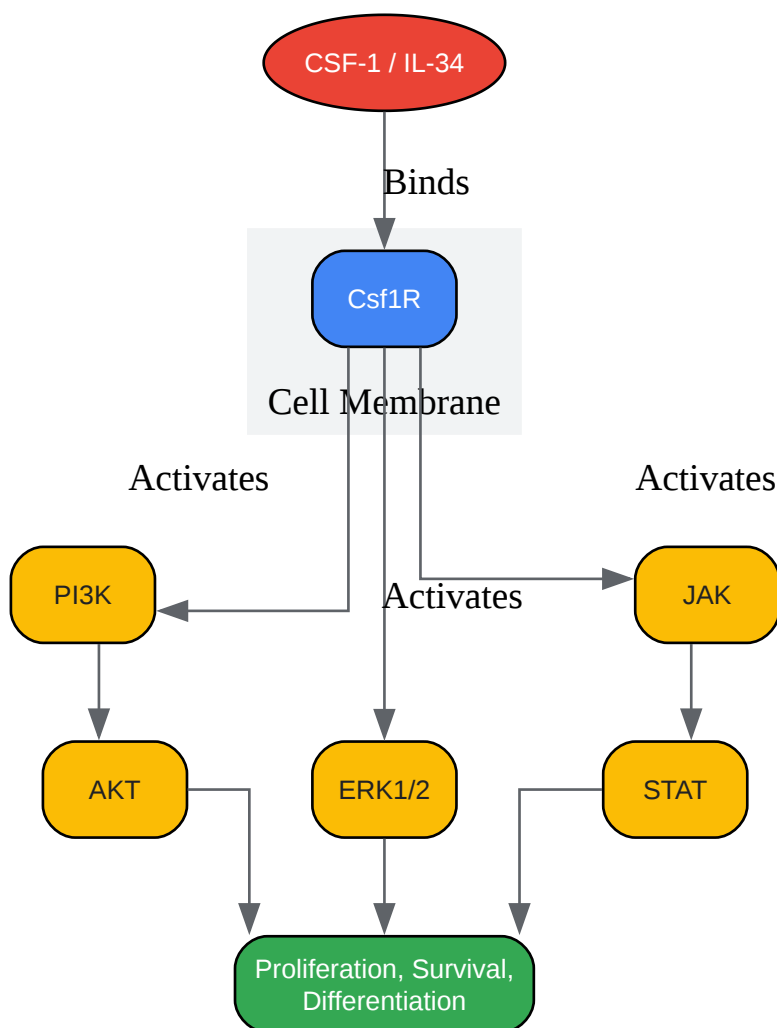 CSF-1 / IL-34
Binds
Csf1R
Cell Membrane
Activates
Activates
PI3K
Activates
JAK
AKT
ERK1/2
STAT
Proliferation, Survival,
Differentiation